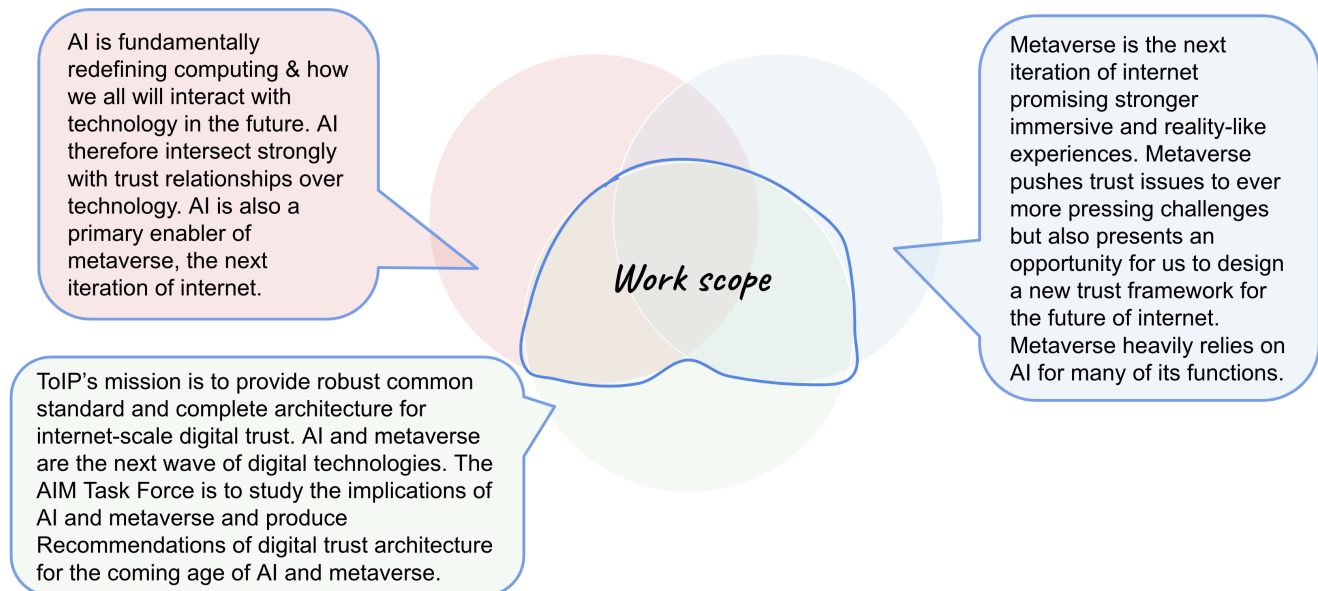 AI is fundamentally
redefining computing & how
we all will interact with
technology in the future. AI
therefore intersect strongly
with trust relationships over
technology. AI is also a
primary enabler of
metaverse, the next
iteration of internet.
Metaverse is the next
iteration of internet
promising stronger
immersive and reality-like
experiences. Metaverse
pushes trust issues to ever
more pressing challenges
but also presents an
opportunity for us to design
a new trust framework for
the future of internet.
Metaverse heavily relies on
AI for many of its functions.
Work scope
ToIP's mission is to provide robust common
standard and complete architecture for
internet-scale digital trust. AI and metaverse
are the next wave of digital technologies. The
AIM Task Force is to study the implications of
AI and metaverse and produce
Recommendations of digital trust architecture
for the coming age of AI and metaverse.